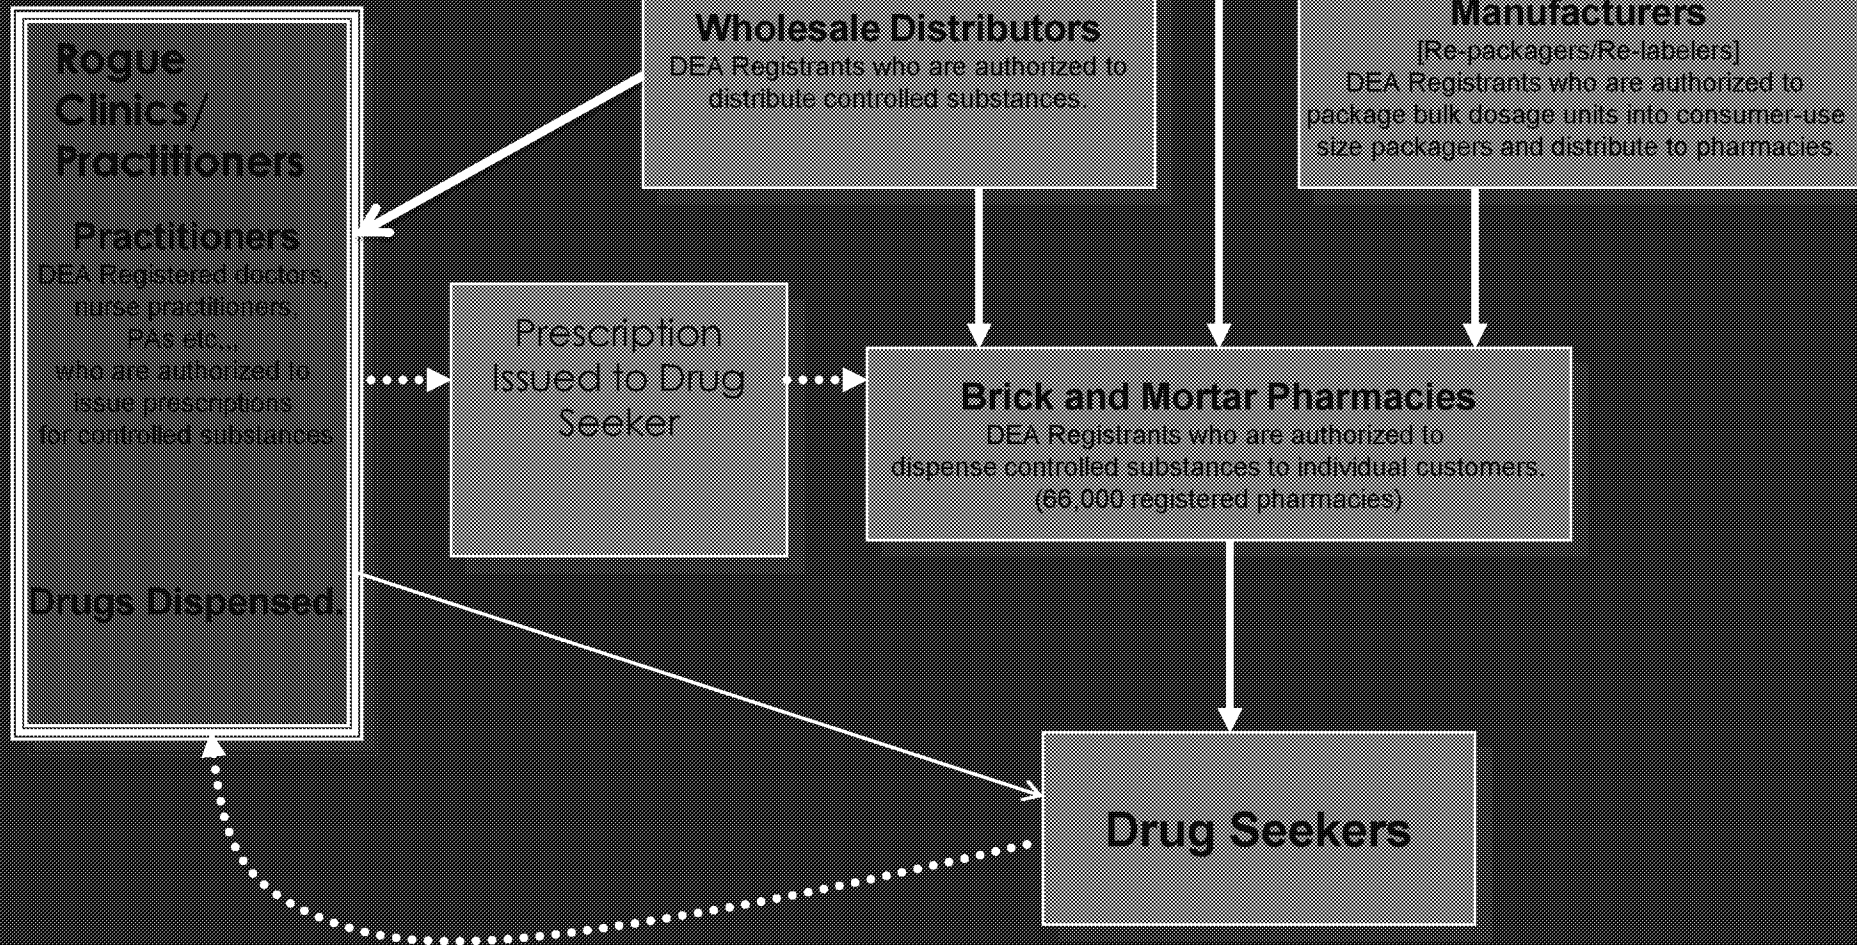 Rogue
Clinics/
Practitioners
Practitioners
DEA Registered doctors,
nurse practitioners,
PAs etc..,
who are authorized to
issue prescriptions
for controlled substances
Drugs Dispensed.
Wholesale Distributors
DEA Registrants who are authorized to
distribute controlled substances.
Manufacturers
[Re-packagers/Re-labelers]
DEA Registrants who are authorized to
package bulk dosage units into consumer-use
size packagers and distribute to pharmacies.
Prescription
Issued to Drug
Seeker
Brick and Mortar Pharmacies
DEA Registrants who are authorized to
dispense controlled substances to individual customers.
(66,000 registered pharmacies)
Drug Seekers